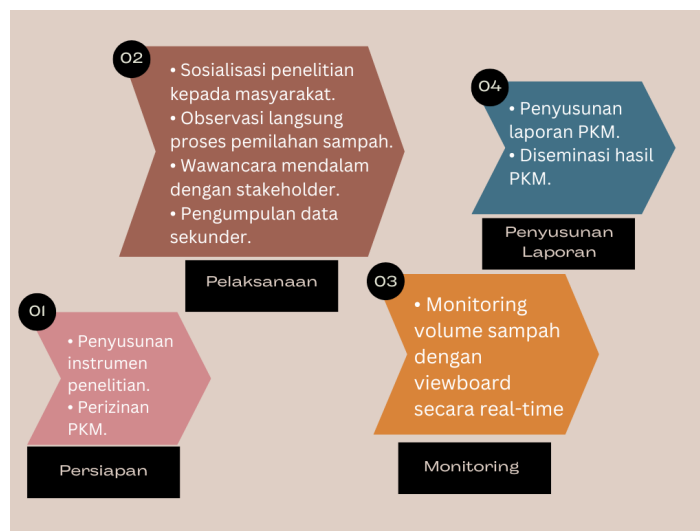 01
• Penyusunan
instrumen
penelitian.
• Perizinan
PKM.
Persiapan
02
• Sosialisasi penelitian
kepada masyarakat.
• Observasi langsung
proses pemilahan sampah.
• Wawancara mendalam
dengan stakeholder.
• Pengumpulan data
sekunder.
Pelaksanaan
03
• Monitoring
volume sampah
dengan
viewboard
secara real-time
Monitoring
04
• Penyusunan
laporan PKM.
• Diseminasi hasil
PKM.
Penyusunan
Laporan